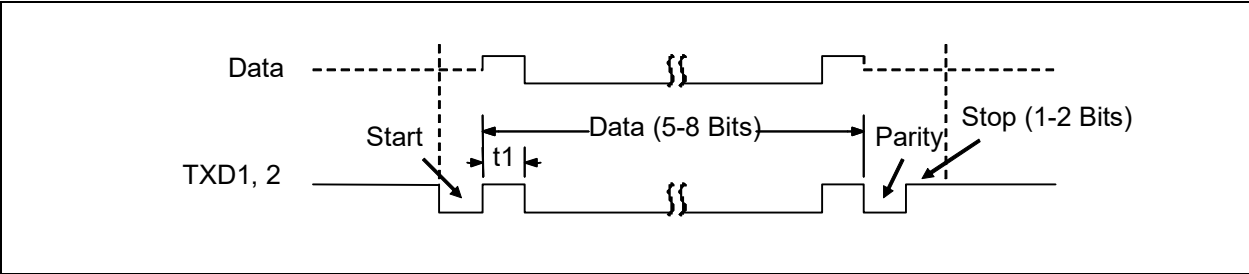 Data
Data (5-8 Bits)
Stop (1-2 Bits)
Start
Parity
t1
TXD1, 2